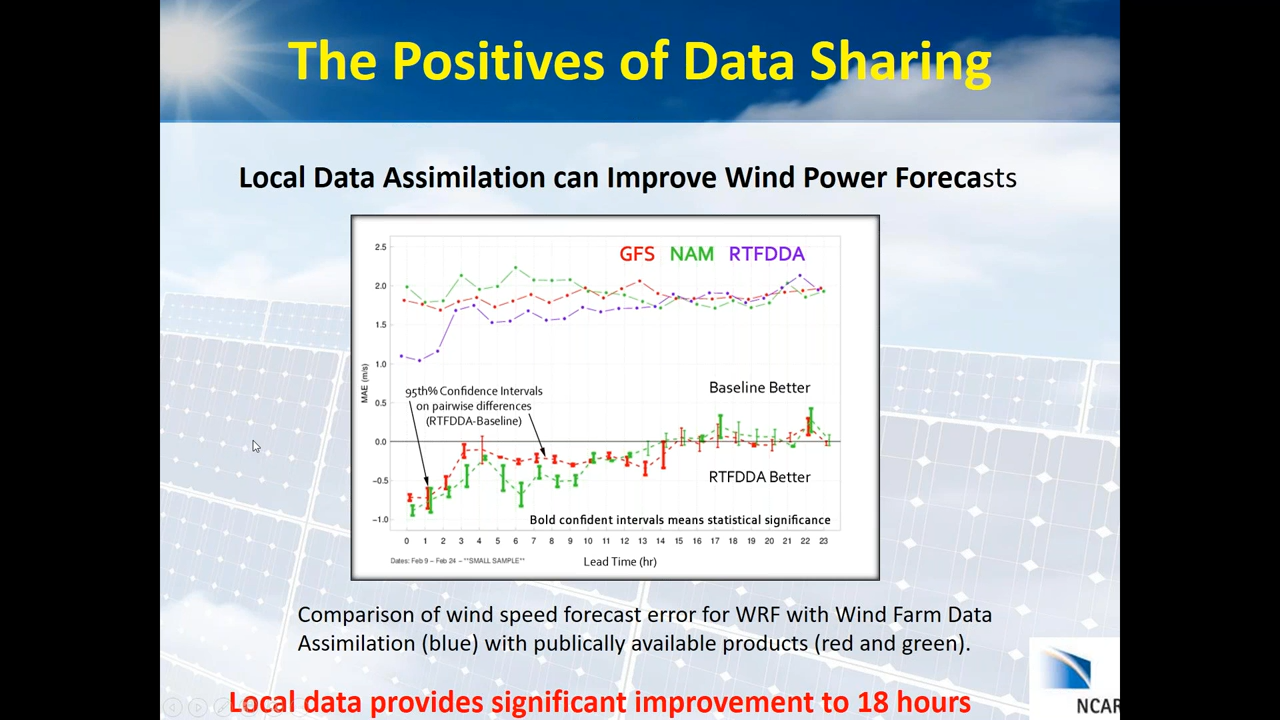 The Positives of Data Sharing
Local Data Assimilation can Improve Wind Power Forecasts
GFS NAM RTFDDA
2.5
2.0
1.5
1.0
0.5
0.0
−0.5
−1.0
MAE (m/s)
95th% Confidence Intervals
on pairwise differences
(RTFDDA-Baseline)
Baseline Better
RTFDDA Better
Bold confident intervals means statistical significance
0 1 2 3 4 5 6 7 8 9 10 11 12 13 14 15 16 17 18 19 20 21 22 23
Dates: Feb 9 – Feb 24 – **SMALL SAMPLE**
Lead Time (hr)
Comparison of wind speed forecast error for WRF with Wind Farm Data
Assimilation (blue) with publically available products (red and green).
Local data provides significant improvement to 18 hours
NCAR